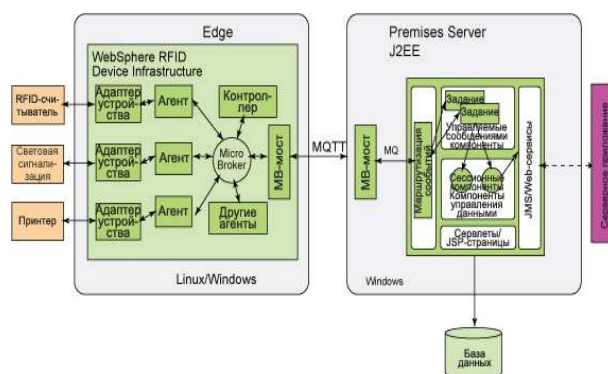 Edge
Premises Server
J2EE
WebSphere RFID
Device Infrastructure
RFID-счи-
тыватель
Адаптер
устрой-
ства
Агент
Контрол-
лер
Световая
сигнали-
зация
Адаптер
устрой-
ства
Агент
Micro
Broker
МВ-мост
MQTT
Принтер
Адаптер
устрой-
ства
Агент
Другие
агенты
Linux/Windows
МВ-мост
MQ
Маршрутизация
событий
Задание
Задание
Управляемые
сообщениями
компоненты
Сессионные
компоненты
Компоненты
управления
данными
Сервлеты/
JSP-страницы
JMS/Web-сервисы
Windows
База
данных